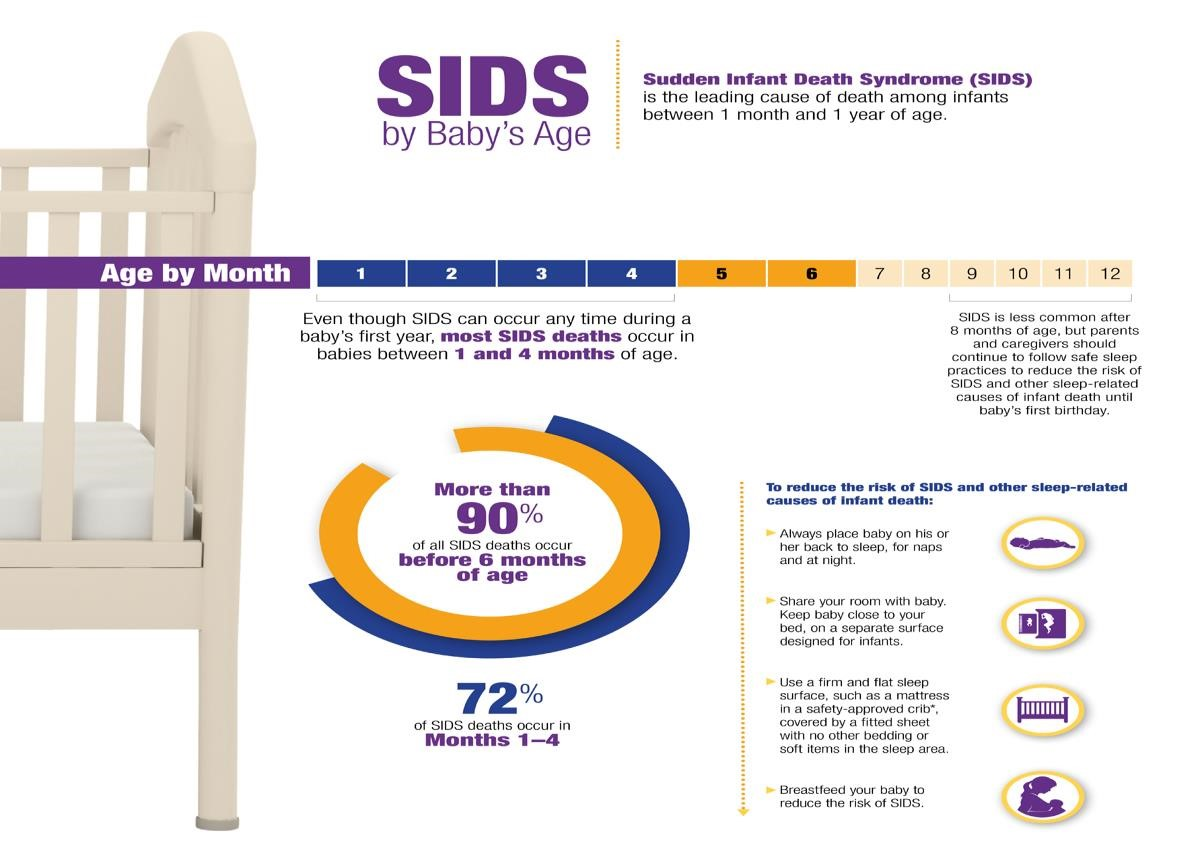 SIDS
by Baby's Age
Sudden Infant Death Syndrome (SIDS)
is the leading cause of death among infants
between 1 month and 1 year of age.
Age by Month
1 2 3 4 5 6 7 8 9 10 11 12
Even though SIDS can occur any time during a
baby's first year, most SIDS deaths occur in
babies between 1 and 4 months of age.
SIDS is less common after
8 months of age, but parents
and caregivers should
continue to follow safe sleep
practices to reduce the risk of
SIDS and other sleep-related
causes of infant death until
baby's first birthday.
More than
90%
of all SIDS deaths occur
before 6 months
of age
72%
of SIDS deaths occur in
Months 1–4
To reduce the risk of SIDS and other sleep-related
causes of infant death:
Always place baby on his or
her back to sleep, for naps
and at night.
Share your room with baby.
Keep baby close to your
bed, on a separate surface
designed for infants.
Use a firm and flat sleep
surface, such as a mattress
in a safety-approved crib*,
covered by a fitted sheet
with no other bedding or
soft items in the sleep area.
Breastfeed your baby to
reduce the risk of SIDS.